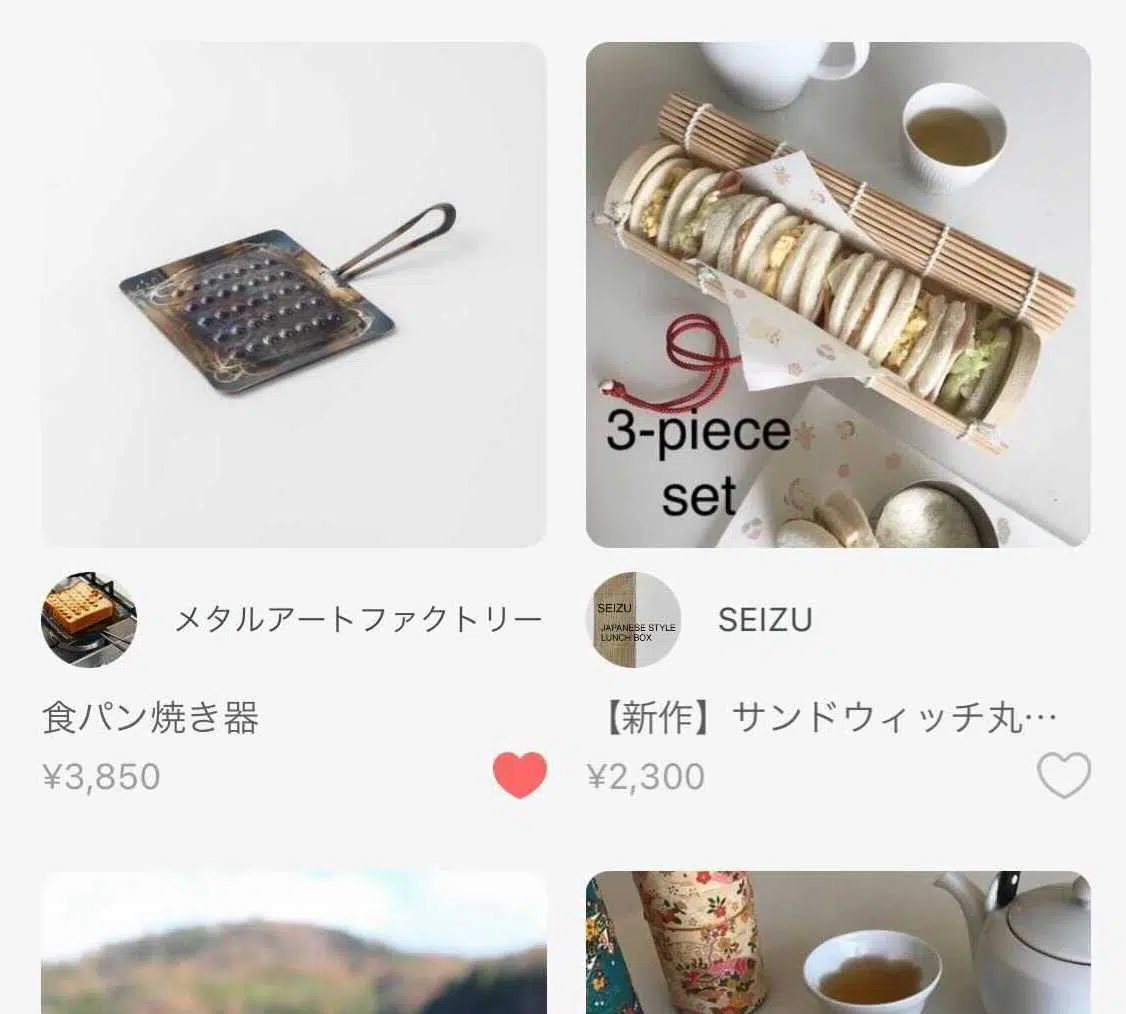 3-piece
set
メタルアートファクトリー
SEIZU
JAPANESE STYLE
LUNCH BOX
SEIZU
食パン焼き器
【新作】サンドウィッチ丸…
¥3,850
¥2,300